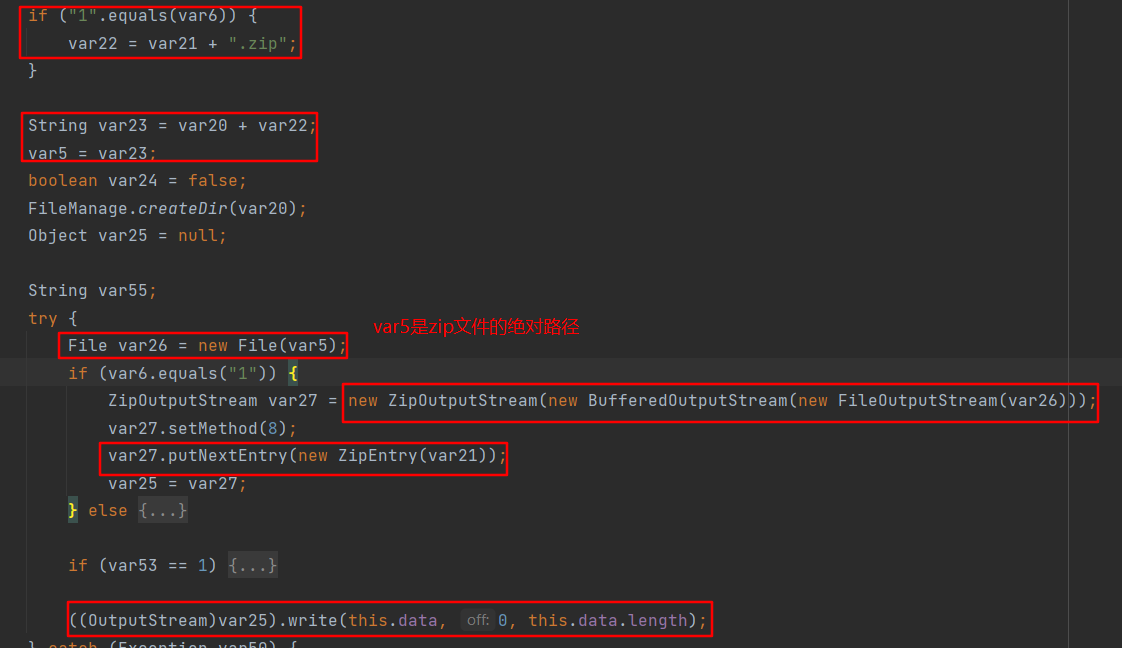 if ("1".equals(var6)) {
var22 = var21 + ".zip";
}
String var23 = var20 + var22;
var5 = var23;
boolean var24 = false;
FileManage.createDir(var20);
Object var25 = null;
String var55;
try {
var5是zip文件的绝对路径
File var26 = new File(var5);
if (var6.equals("1")) {
ZipOutputStream var27 = new ZipOutputStream(new BufferedOutputStream(new FileOutputStream(var26)));
var27.setMethod(8);
var27.putNextEntry(new ZipEntry(var21));
var25 = var27;
} else {...}
if (var53 == 1) {...}
((OutputStream)var25).write(this.data, off: 0, this.data.length);
} catch (Exception var50) {